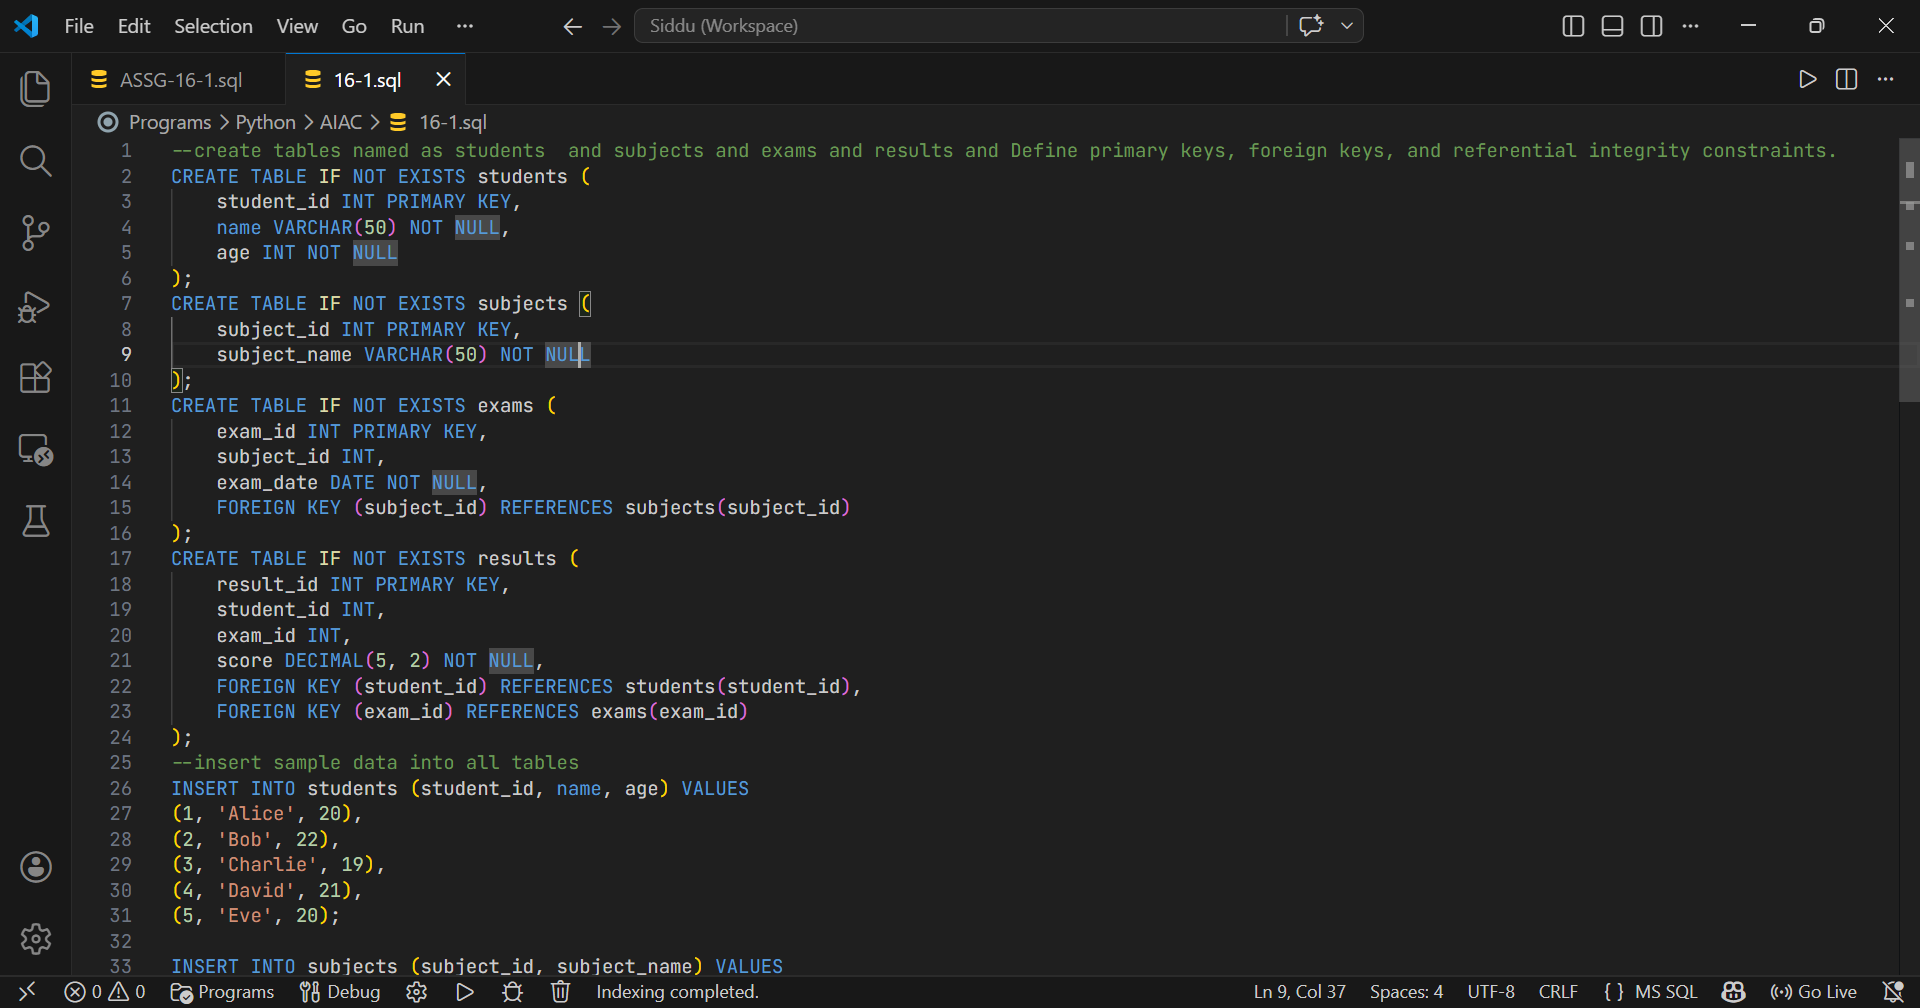 File Edit Selection View Go Run ··· Siddu (Workspace)
ASSG-16-1.sql 16-1.sql
Programs > Python > AIAC > 16-1.sql
1 --create tables named as students  and subjects and exams and results and Define primary keys, foreign keys, and referential integrity constraints.
2 CREATE TABLE IF NOT EXISTS students (
3     student_id INT PRIMARY KEY,
4     name VARCHAR(50) NOT NULL,
5     age INT NOT NULL
6 );
7 CREATE TABLE IF NOT EXISTS subjects (
8     subject_id INT PRIMARY KEY,
9     subject_name VARCHAR(50) NOT NULL
10 );
11 CREATE TABLE IF NOT EXISTS exams (
12     exam_id INT PRIMARY KEY,
13     subject_id INT,
14     exam_date DATE NOT NULL,
15     FOREIGN KEY (subject_id) REFERENCES subjects(subject_id)
16 );
17 CREATE TABLE IF NOT EXISTS results (
18     result_id INT PRIMARY KEY,
19     student_id INT,
20     exam_id INT,
21     score DECIMAL(5, 2) NOT NULL,
22     FOREIGN KEY (student_id) REFERENCES students(student_id),
23     FOREIGN KEY (exam_id) REFERENCES exams(exam_id)
24 );
25 --insert sample data into all tables
26 INSERT INTO students (student_id, name, age) VALUES
27 (1, 'Alice', 20),
28 (2, 'Bob', 22),
29 (3, 'Charlie', 19),
30 (4, 'David', 21),
31 (5, 'Eve', 20);
32
33 INSERT INTO subjects (subject_id, subject_name) VALUES
0 0 Programs Debug Indexing completed. Ln 9, Col 37 Spaces: 4 UTF-8 CRLF { } MS SQL Go Live